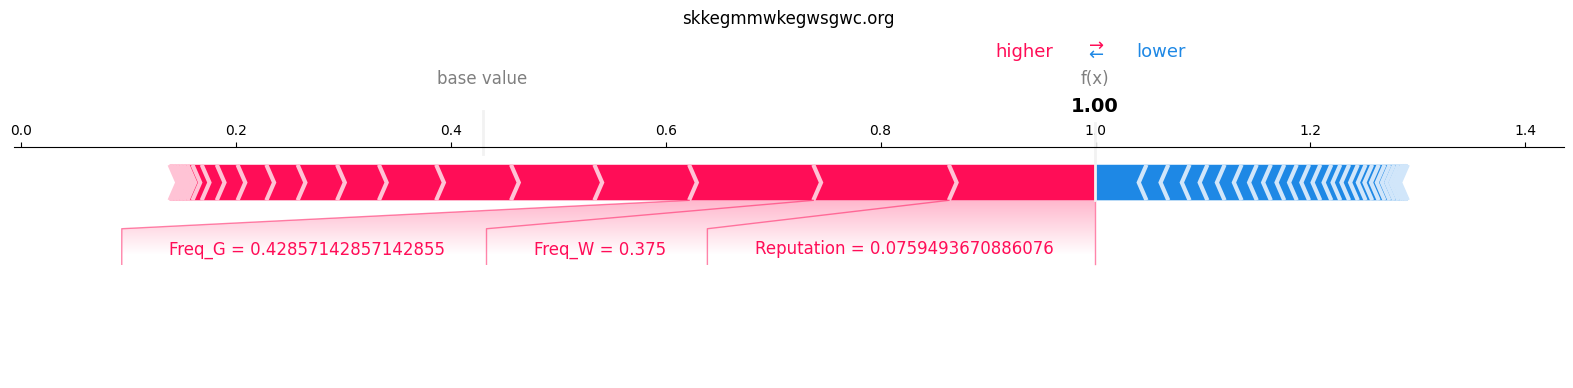 skkegmmwkegwsgwc.org
higher ⇄ lower
base value f(x)
1.00
0.0 0.2 0.4 0.6 0.8 1.0 1.2 1.4
Freq_G = 0.42857142857142855 Freq_W = 0.375 Reputation = 0.0759493670886076